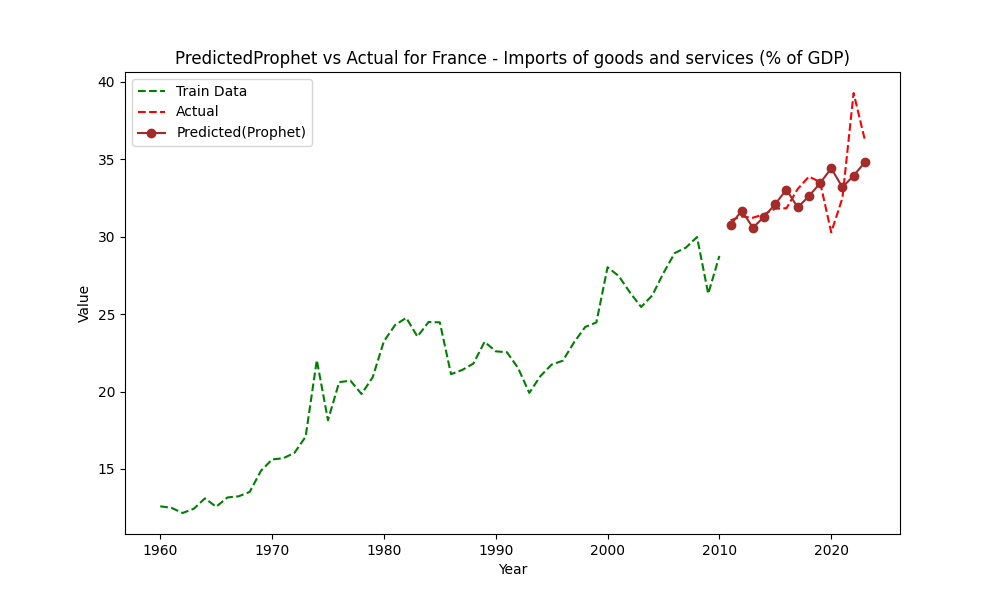 PredictedProphet vs Actual for France - Imports of goods and services (% of GDP)
Train Data
Actual
Predicted(Prophet)
40
35
30
25
20
15
Value
1960 1970 1980 1990 2000 2010 2020
Year